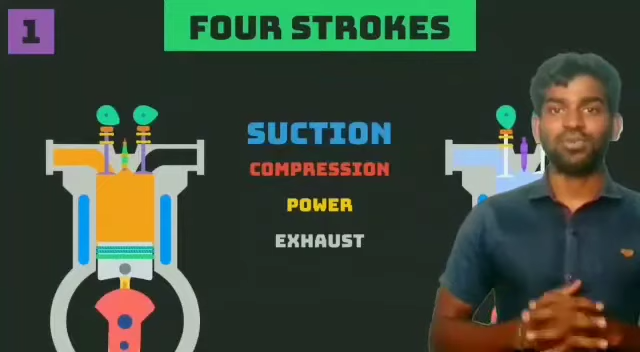 1
FOUR STROKES
SUCTION
COMPRESSION
POWER
EXHAUST